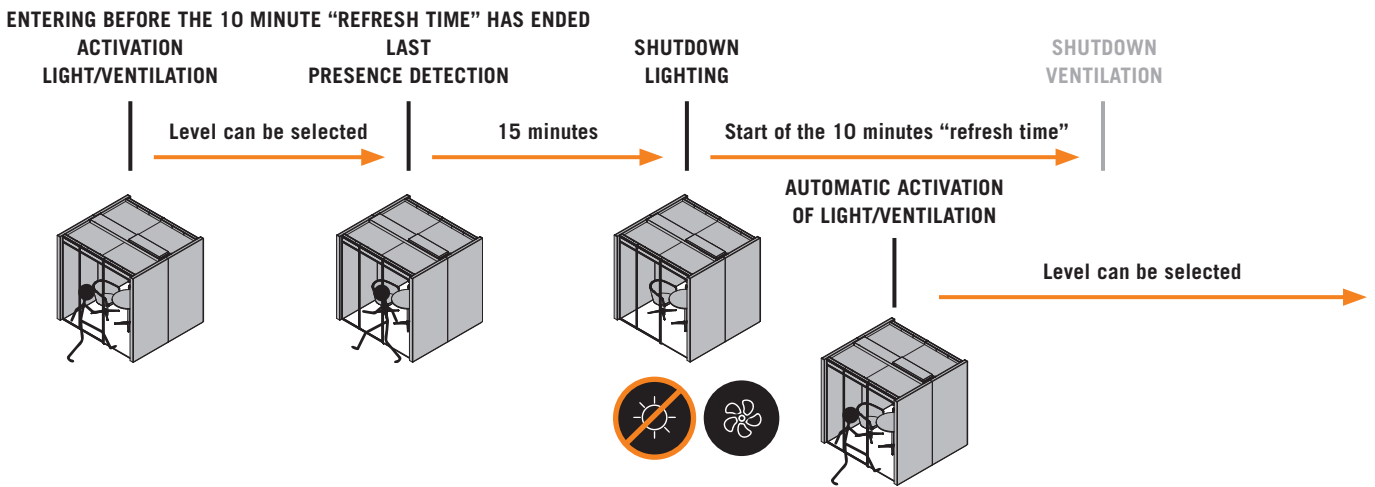 ENTERING BEFORE THE 10 MINUTE “REFRESH TIME” HAS ENDED
ACTIVATION
LIGHT/VENTILATION
LAST
PRESENCE DETECTION
SHUTDOWN
LIGHTING
SHUTDOWN
VENTILATION
Level can be selected
15 minutes
Start of the 10 minutes “refresh time”
AUTOMATIC ACTIVATION
OF LIGHT/VENTILATION
Level can be selected